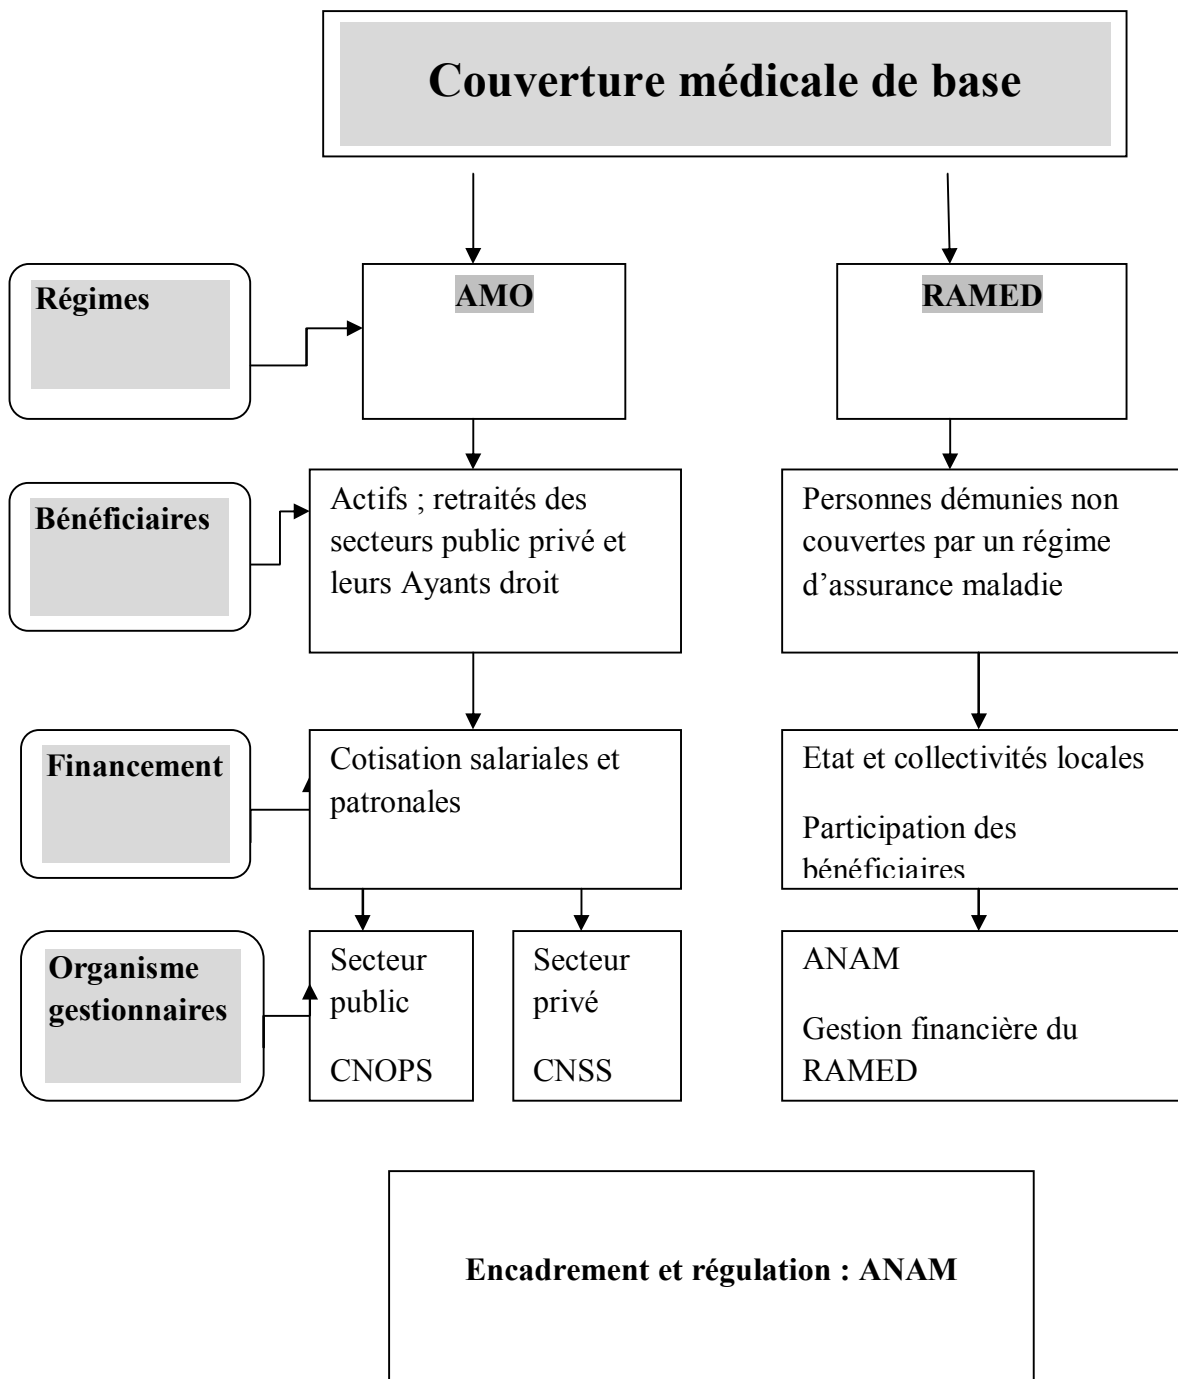 Couverture médicale de base
Régimes
AMO
RAMED
Bénéficiaires
Actifs ; retraités des
secteurs public privé et
leurs Ayants droit
Personnes démunies non
couvertes par un régime
d’assurance maladie
Financement
Cotisation salariales et
patronales
Etat et collectivités locales
Participation des
bénéficiaires
Organisme
gestionnaires
Secteur
public
CNOPS
Secteur
privé
CNSS
ANAM
Gestion financière du
RAMED
Encadrement et régulation : ANAM